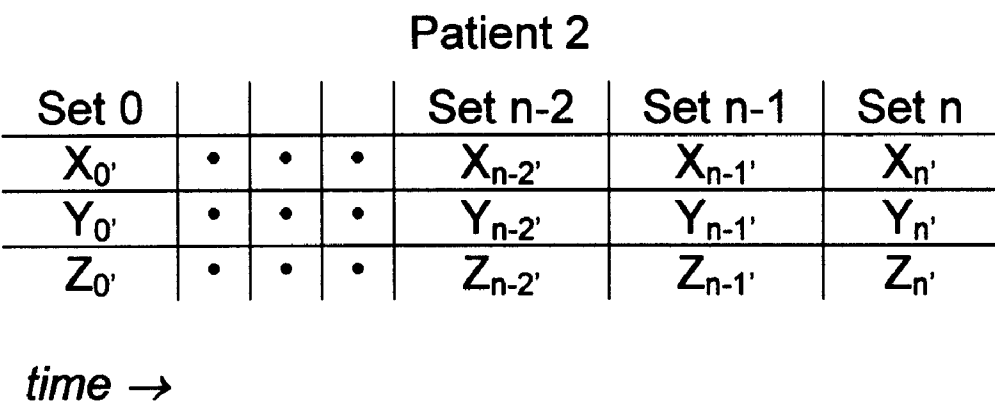 Patient 2
Set 0 Set n-2 Set n-1 Set n
X0' • • • Xn-2' Xn-1' Xn'
Y0' • • • Yn-2' Yn-1' Yn'
Z0' • • • Zn-2' Zn-1' Zn'
time →